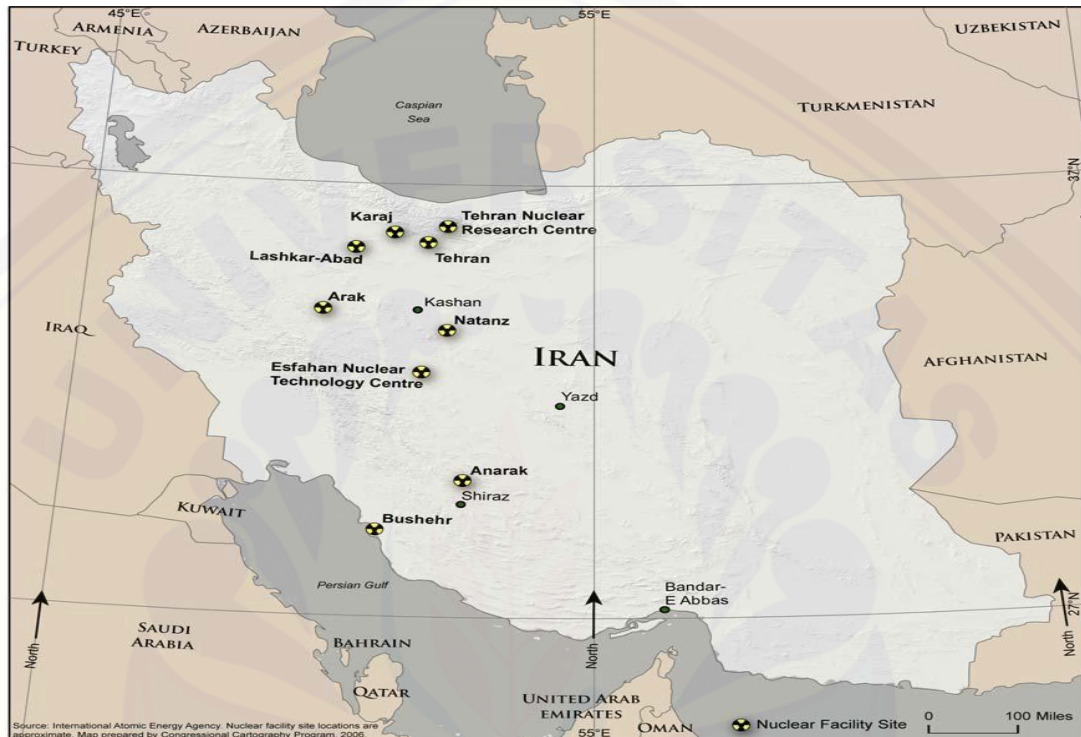 45°E
55°E
ARMENIA
AZERBAIJAN
UZBEKISTAN
TURKEY
Caspian
Sea
TURKMENISTAN
37°N
Karaj
Tehran Nuclear
Research Centre
Lashkar-Abad
Tehran
Arak
Kashan
Natanz
IRAQ
IRAN
AFGHANISTAN
Esfahan Nuclear
Technology Centre
Yazd
Anarak
Shiraz
KUWAIT
Bushehr
PAKISTAN
Persian Gulf
Bandar-
E Abbas
27°N
SAUDI
ARABIA
North
North
North
BAHRAIN
QATAR
UNITED ARAB
EMIRATES
OMAN
55°E
Nuclear Facility Site
0 100 Miles
Source: International Atomic Energy Agency. Nuclear facility site locations are
approximate. Map prepared by Congressional Cartography Program, 2006.
UNIVERSITAS